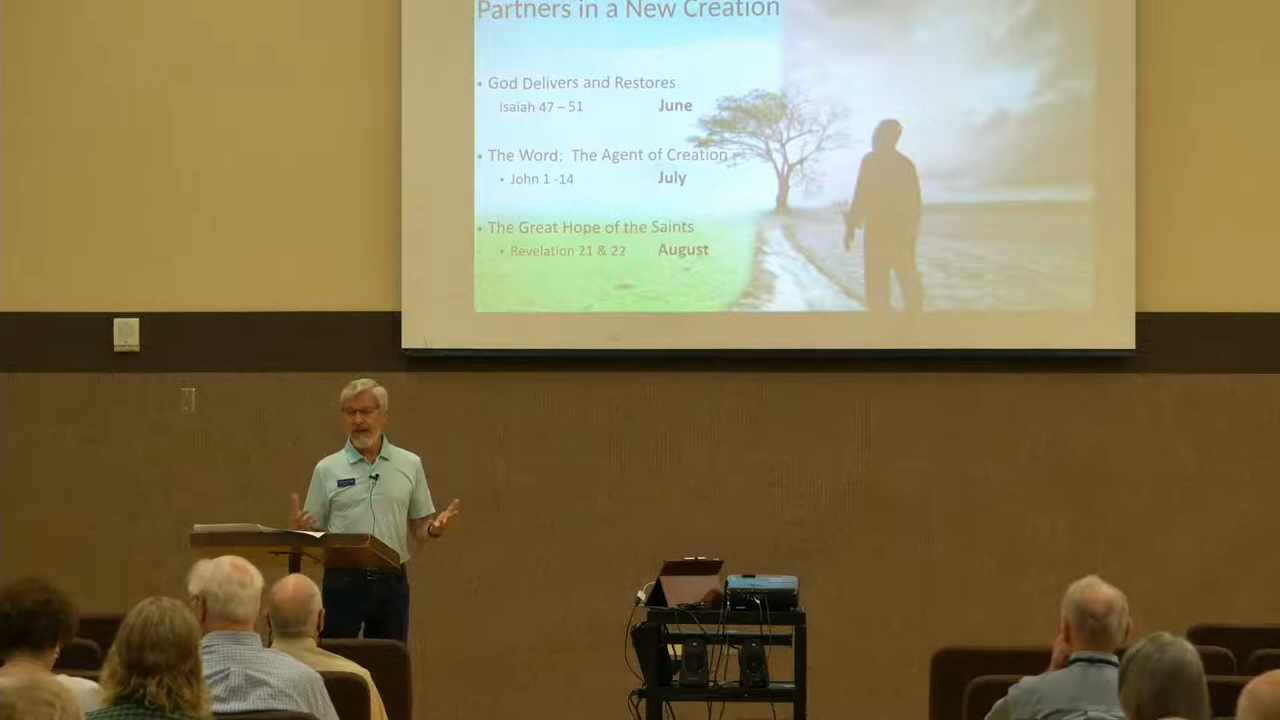 Partners in a New Creation
• God Delivers and Restores
Isaiah 47 – 51 June
• The Word: The Agent of Creation
• John 1 -14 July
• The Great Hope of the Saints
• Revelation 21 & 22 August